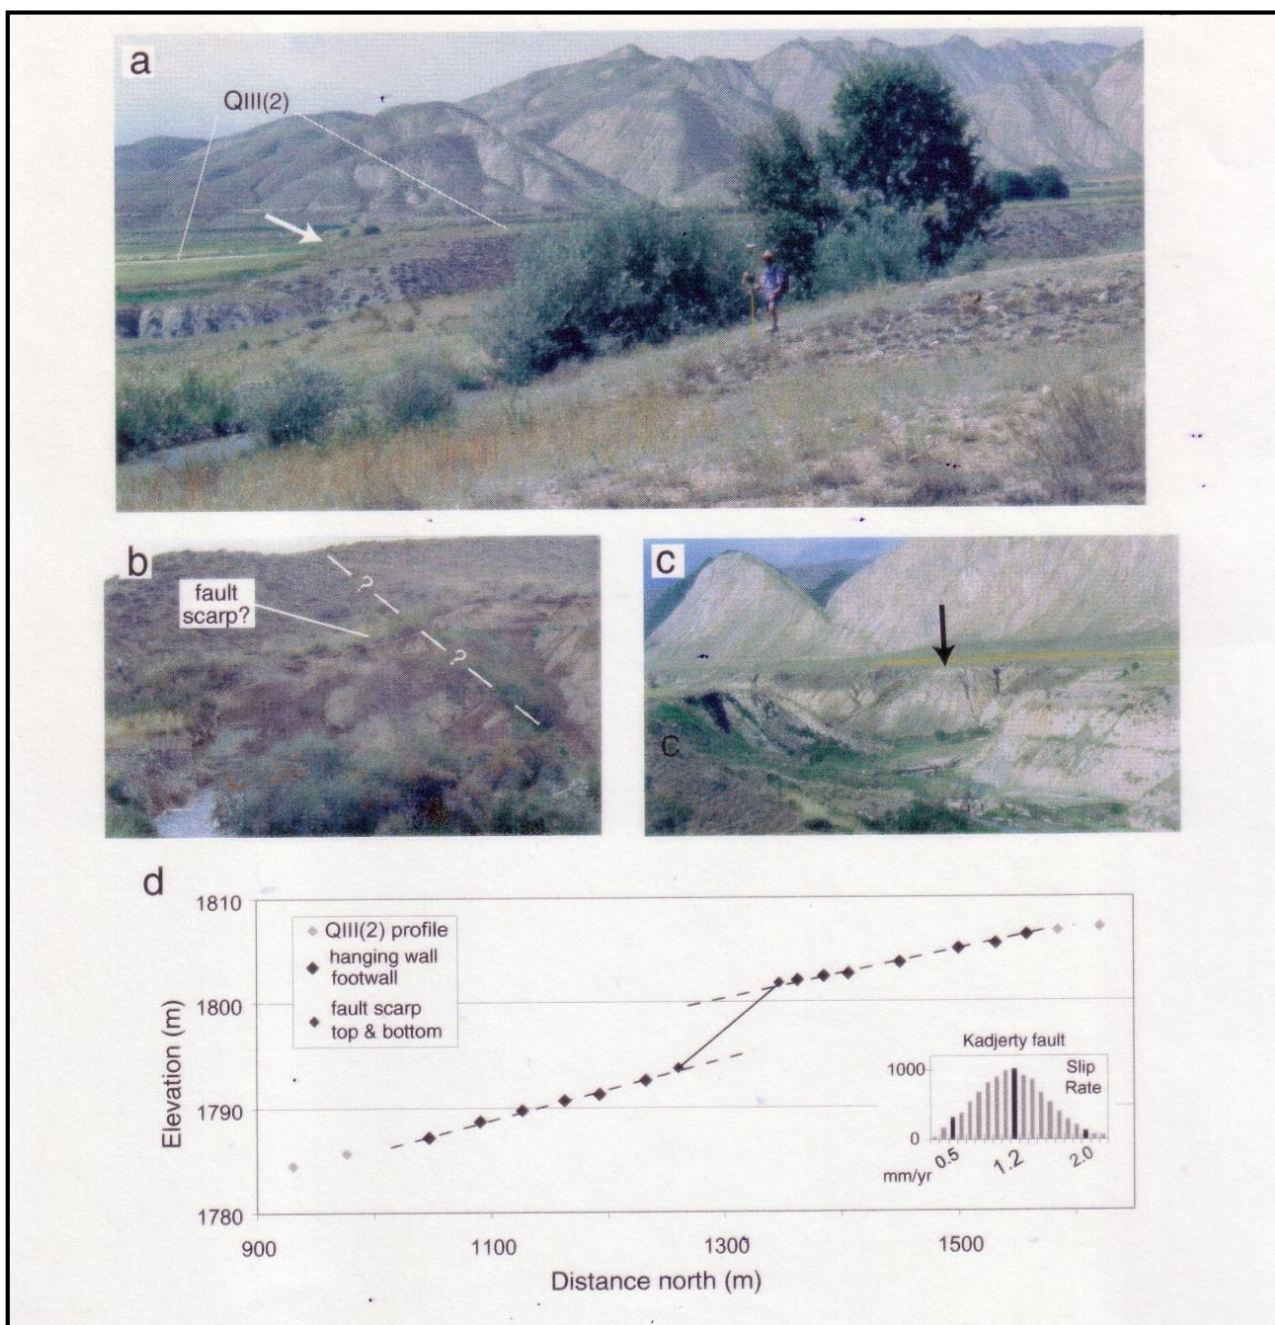 a
QIII(2)
b
fault
scarp?
?
?
c
C
d
Elevation (m)
1810
1800
1790
1780
QIII(2) profile
hanging wall
footwall
fault scarp
top & bottom
Kadjerty fault
Slip
Rate
1000
0
mm/yr
0.5
1.2
2.0
900
1100
1300
1500
Distance north (m)